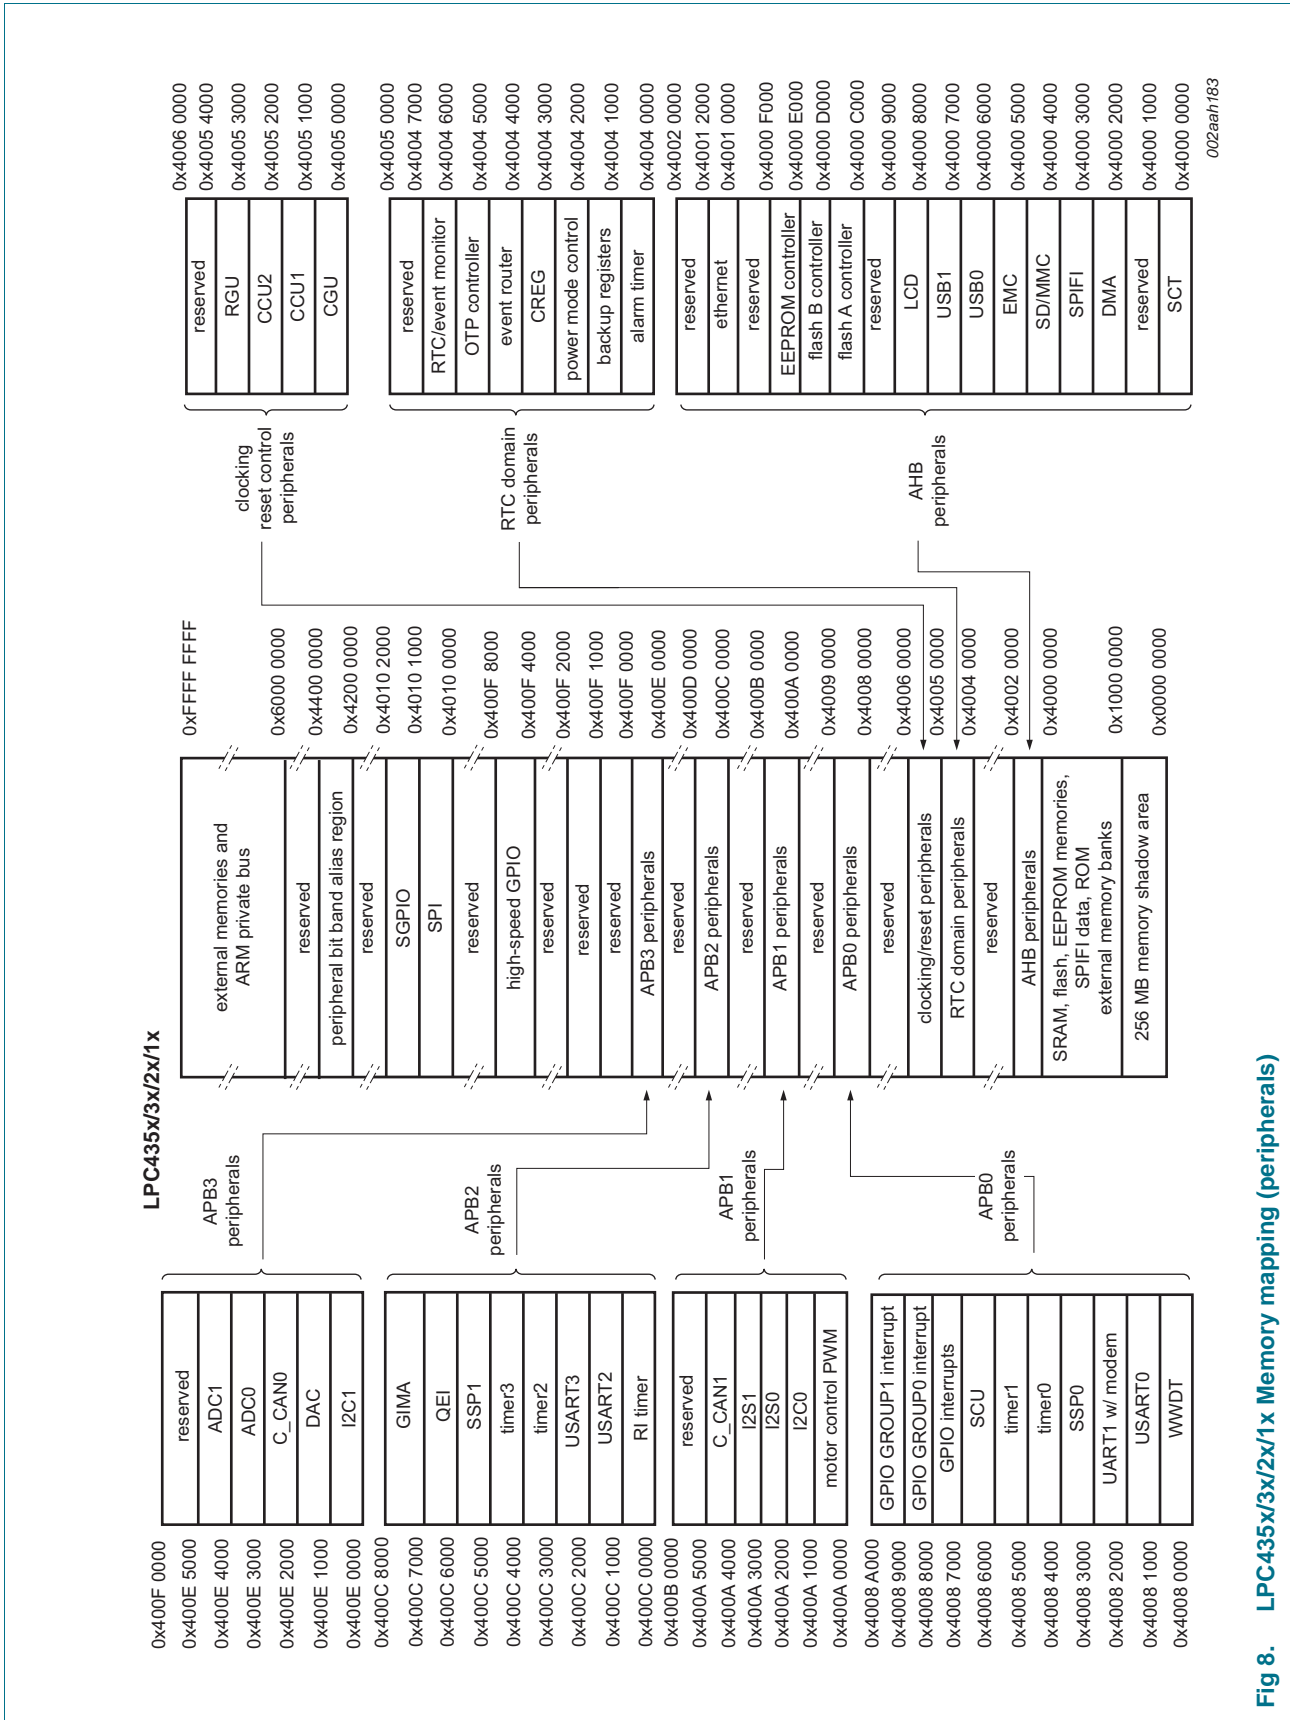 LPC435x/3x/2x/1x
0x400F 0000
reserved
0x400E 5000
ADC1
0x400E 4000
ADC0
0x400E 3000
C_CAN0
0x400E 2000
DAC
0x400E 1000
I2C1
0x400E 0000
APB3
peripherals
0x400C 8000
GIMA
0x400C 7000
QEI
0x400C 6000
SSP1
0x400C 5000
timer3
0x400C 4000
timer2
0x400C 3000
USART3
0x400C 2000
USART2
0x400C 1000
RI timer
0x400C 0000
APB2
peripherals
0x400B 0000
reserved
0x400A 5000
C_CAN1
0x400A 4000
I2S1
0x400A 3000
I2S0
0x400A 2000
I2C0
0x400A 1000
motor control PWM
0x400A 0000
APB1
peripherals
0x4008 A000
GPIO GROUP1 interrupt
0x4008 9000
GPIO GROUP0 interrupt
0x4008 8000
GPIO interrupts
0x4008 7000
SCU
0x4008 6000
timer1
0x4008 5000
timer0
0x4008 4000
SSP0
0x4008 3000
UART1 w/ modem
0x4008 2000
USART0
0x4008 1000
WWDT
0x4008 0000
APB0
peripherals
0xFFFF FFFF
external memories and
ARM private bus
0x6000 0000
reserved
0x4400 0000
peripheral bit band alias region
0x4200 0000
reserved
0x4010 2000
SGPIO
0x4010 1000
SPI
0x4010 0000
reserved
0x400F 8000
high-speed GPIO
0x400F 4000
reserved
0x400F 2000
reserved
0x400F 1000
reserved
0x400F 0000
APB3 peripherals
0x400E 0000
reserved
0x400D 0000
APB2 peripherals
0x400C 0000
reserved
0x400B 0000
APB1 peripherals
0x400A 0000
reserved
0x4009 0000
APB0 peripherals
0x4008 0000
reserved
0x4006 0000
clocking/reset peripherals
0x4005 0000
RTC domain peripherals
0x4004 0000
reserved
0x4002 0000
AHB peripherals
0x4000 0000
SRAM, flash, EEPROM memories,
SPIFI data, ROM
external memory banks
0x1000 0000
256 MB memory shadow area
0x0000 0000
clocking
reset control
peripherals
0x4006 0000
reserved
0x4005 4000
RGU
0x4005 3000
CCU2
0x4005 2000
CCU1
0x4005 1000
CGU
0x4005 0000
RTC domain
peripherals
0x4005 0000
reserved
0x4004 7000
RTC/event monitor
0x4004 6000
OTP controller
0x4004 5000
event router
0x4004 4000
CREG
0x4004 3000
power mode control
0x4004 2000
backup registers
0x4004 1000
alarm timer
0x4004 0000
AHB
peripherals
0x4002 0000
reserved
0x4001 2000
ethernet
0x4001 0000
reserved
0x4000 F000
EEPROM controller
0x4000 E000
flash B controller
0x4000 D000
flash A controller
0x4000 C000
reserved
0x4000 9000
LCD
0x4000 8000
USB1
0x4000 7000
USB0
0x4000 6000
EMC
0x4000 5000
SD/MMC
0x4000 4000
SPIFI
0x4000 3000
DMA
0x4000 2000
reserved
0x4000 1000
SCT
0x4000 0000
002aah183
Fig 8. LPC435x/3x/2x/1x Memory mapping (peripherals)